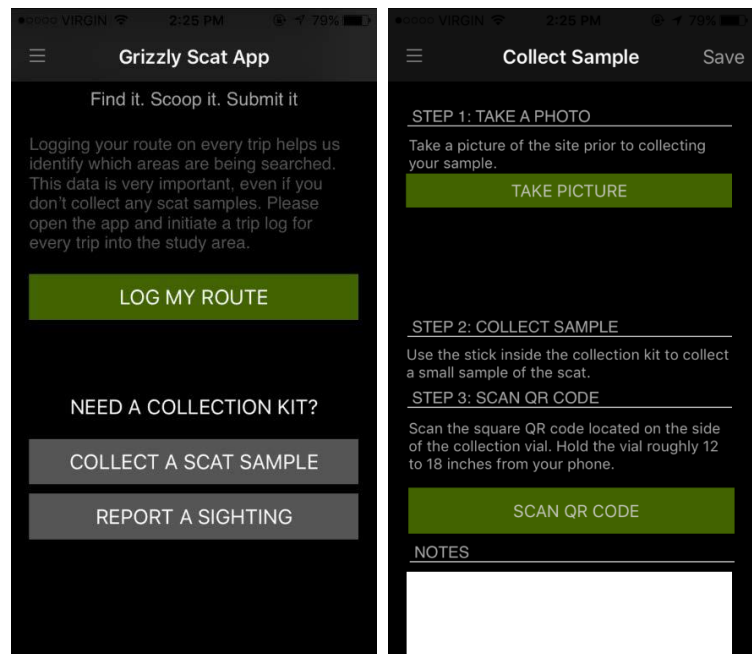 VIRGIN 2:25 PM 79%
Grizzly Scat App
Find it. Scoop it. Submit it
Logging your route on every trip helps us
identify which areas are being searched.
This data is very important, even if you
don't collect any scat samples. Please
open the app and initiate a trip log for
every trip into the study area.
LOG MY ROUTE
NEED A COLLECTION KIT?
COLLECT A SCAT SAMPLE
REPORT A SIGHTING
VIRGIN 2:25 PM 79%
Collect Sample Save
STEP 1: TAKE A PHOTO
Take a picture of the site prior to collecting
your sample.
TAKE PICTURE
STEP 2: COLLECT SAMPLE
Use the stick inside the collection kit to collect
a small sample of the scat.
STEP 3: SCAN QR CODE
Scan the square QR code located on the side
of the collection vial. Hold the vial roughly 12
to 18 inches from your phone.
SCAN QR CODE
NOTES